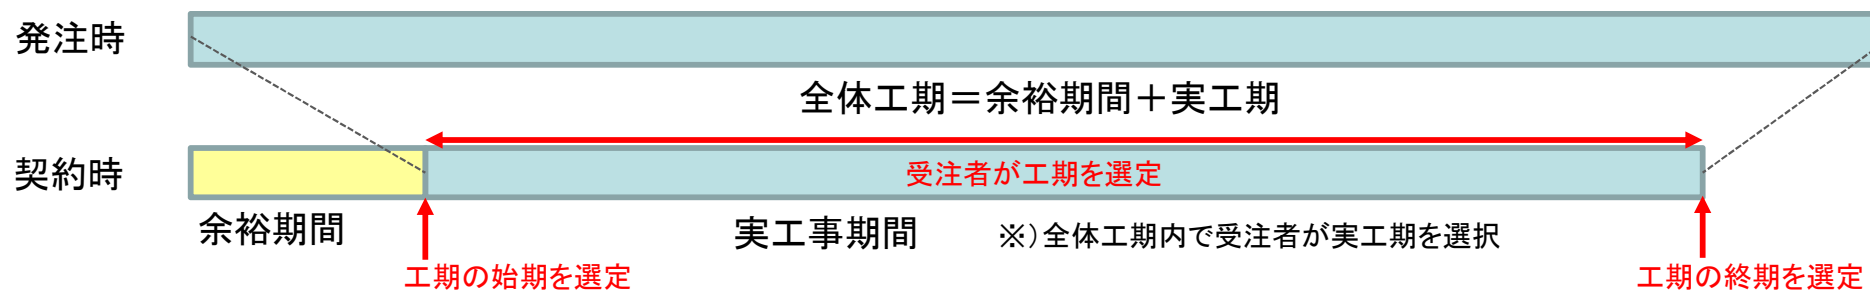 発注時
全体工期＝余裕期間＋実工期
契約時
受注者が工期を選定
余裕期間
実工事期間
※）全体工期内で受注者が実工期を選択
工期の始期を選定
工期の終期を選定